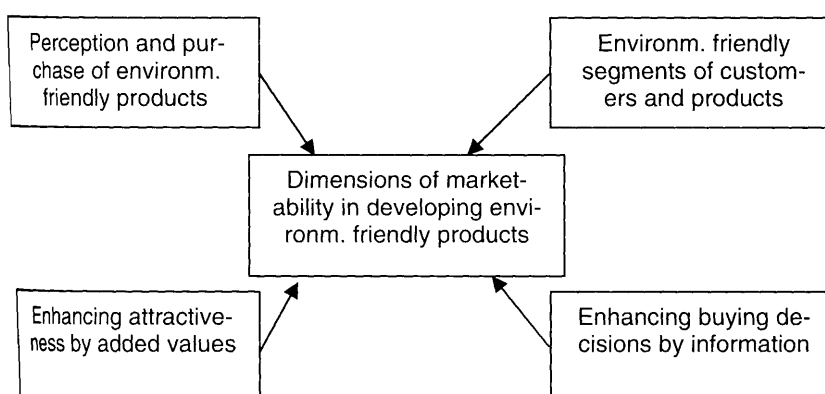 Perception and pur-
chase of environm.
friendly products
Environm. friendly
segments of custom-
ers and products
Dimensions of market-
ability in developing envi-
ronm. friendly products
Enhancing attractive-
ness by added values
Enhancing buying de-
cisions by information